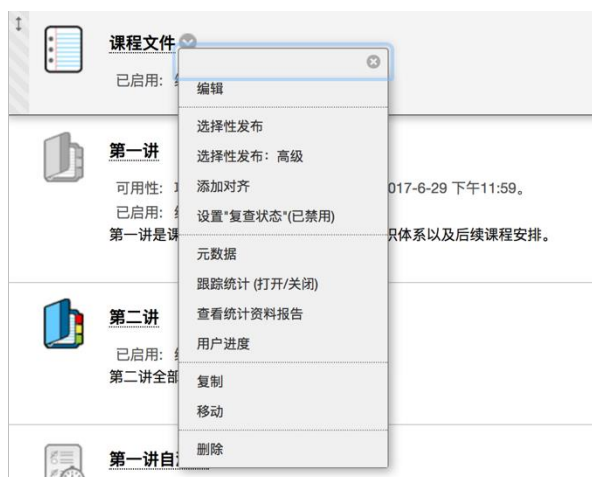 课程文件
已启用:
编辑
选择性发布
选择性发布：高级
添加对齐
设置"复查状态"(已禁用)
元数据
跟踪统计 (打开/关闭)
查看统计资料报告
用户进度
复制
移动
删除
第一讲
可用性:
017-6-29 下午11:59。
已启用:
第一讲是课
识体系以及后续课程安排。
第二讲
已启用:
第二讲全部
第一讲自